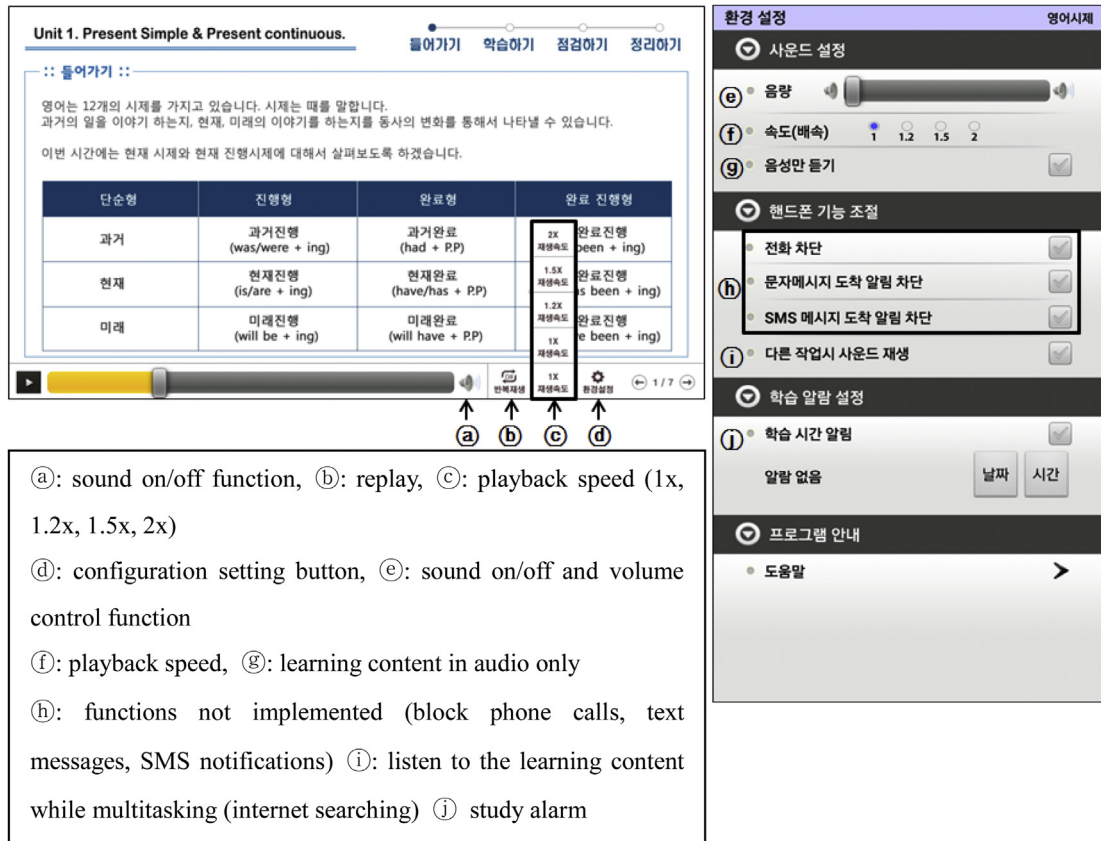 Unit 1. Present Simple & Present continuous.
들어가기 학습하기 점검하기 정리하기
:: 들어가기 ::
영어는 12개의 시제를 가지고 있습니다. 시제는 때를 말합니다.
과거의 일을 이야기 하는지, 현재, 미래의 이야기를 하는지를 동사의 변화를 통해서 나타낼 수 있습니다.
이번 시간에는 현재 시제와 현재 진행시제에 대해서 살펴보도록 하겠습니다.
단순형 진행형 완료형 완료 진행형
과거 과거진행 과거완료 완료진행
(was/were + ing) (had + P.P) been + ing)
현재 현재진행 현재완료 완료진행
(is/are + ing) (have/has + P.P) s been + ing)
미래 미래진행 미래완료 완료진행
(will be + ing) (will have + P.P) e been + ing)
2X
재생속도
1.5X
재생속도
1.2X
재생속도
1X
재생속도
1X
재생속도
반복재생 환경설정 1 / 7
ⓐ ⓑ ⓒ ⓓ
ⓐ: sound on/off function, ⓑ: replay, ⓒ: playback speed (1x,
1.2x, 1.5x, 2x)
ⓓ: configuration setting button, ⓔ: sound on/off and volume
control function
ⓕ: playback speed, ⓖ: learning content in audio only
ⓗ: functions not implemented (block phone calls, text
messages, SMS notifications) ⓘ: listen to the learning content
while multitasking (internet searching) ⓙ study alarm
환경 설정 영어시제
사운드 설정
ⓔ 음량
ⓕ 속도(배속) 1 1.2 1.5 2
ⓖ 음성만 듣기
핸드폰 기능 조절
전화 차단
ⓗ 문자메시지 도착 알림 차단
SMS 메시지 도착 알림 차단
ⓘ 다른 작업시 사운드 재생
학습 알람 설정
ⓙ 학습 시간 알림
알람 없음 날짜 시간
프로그램 안내
도움말